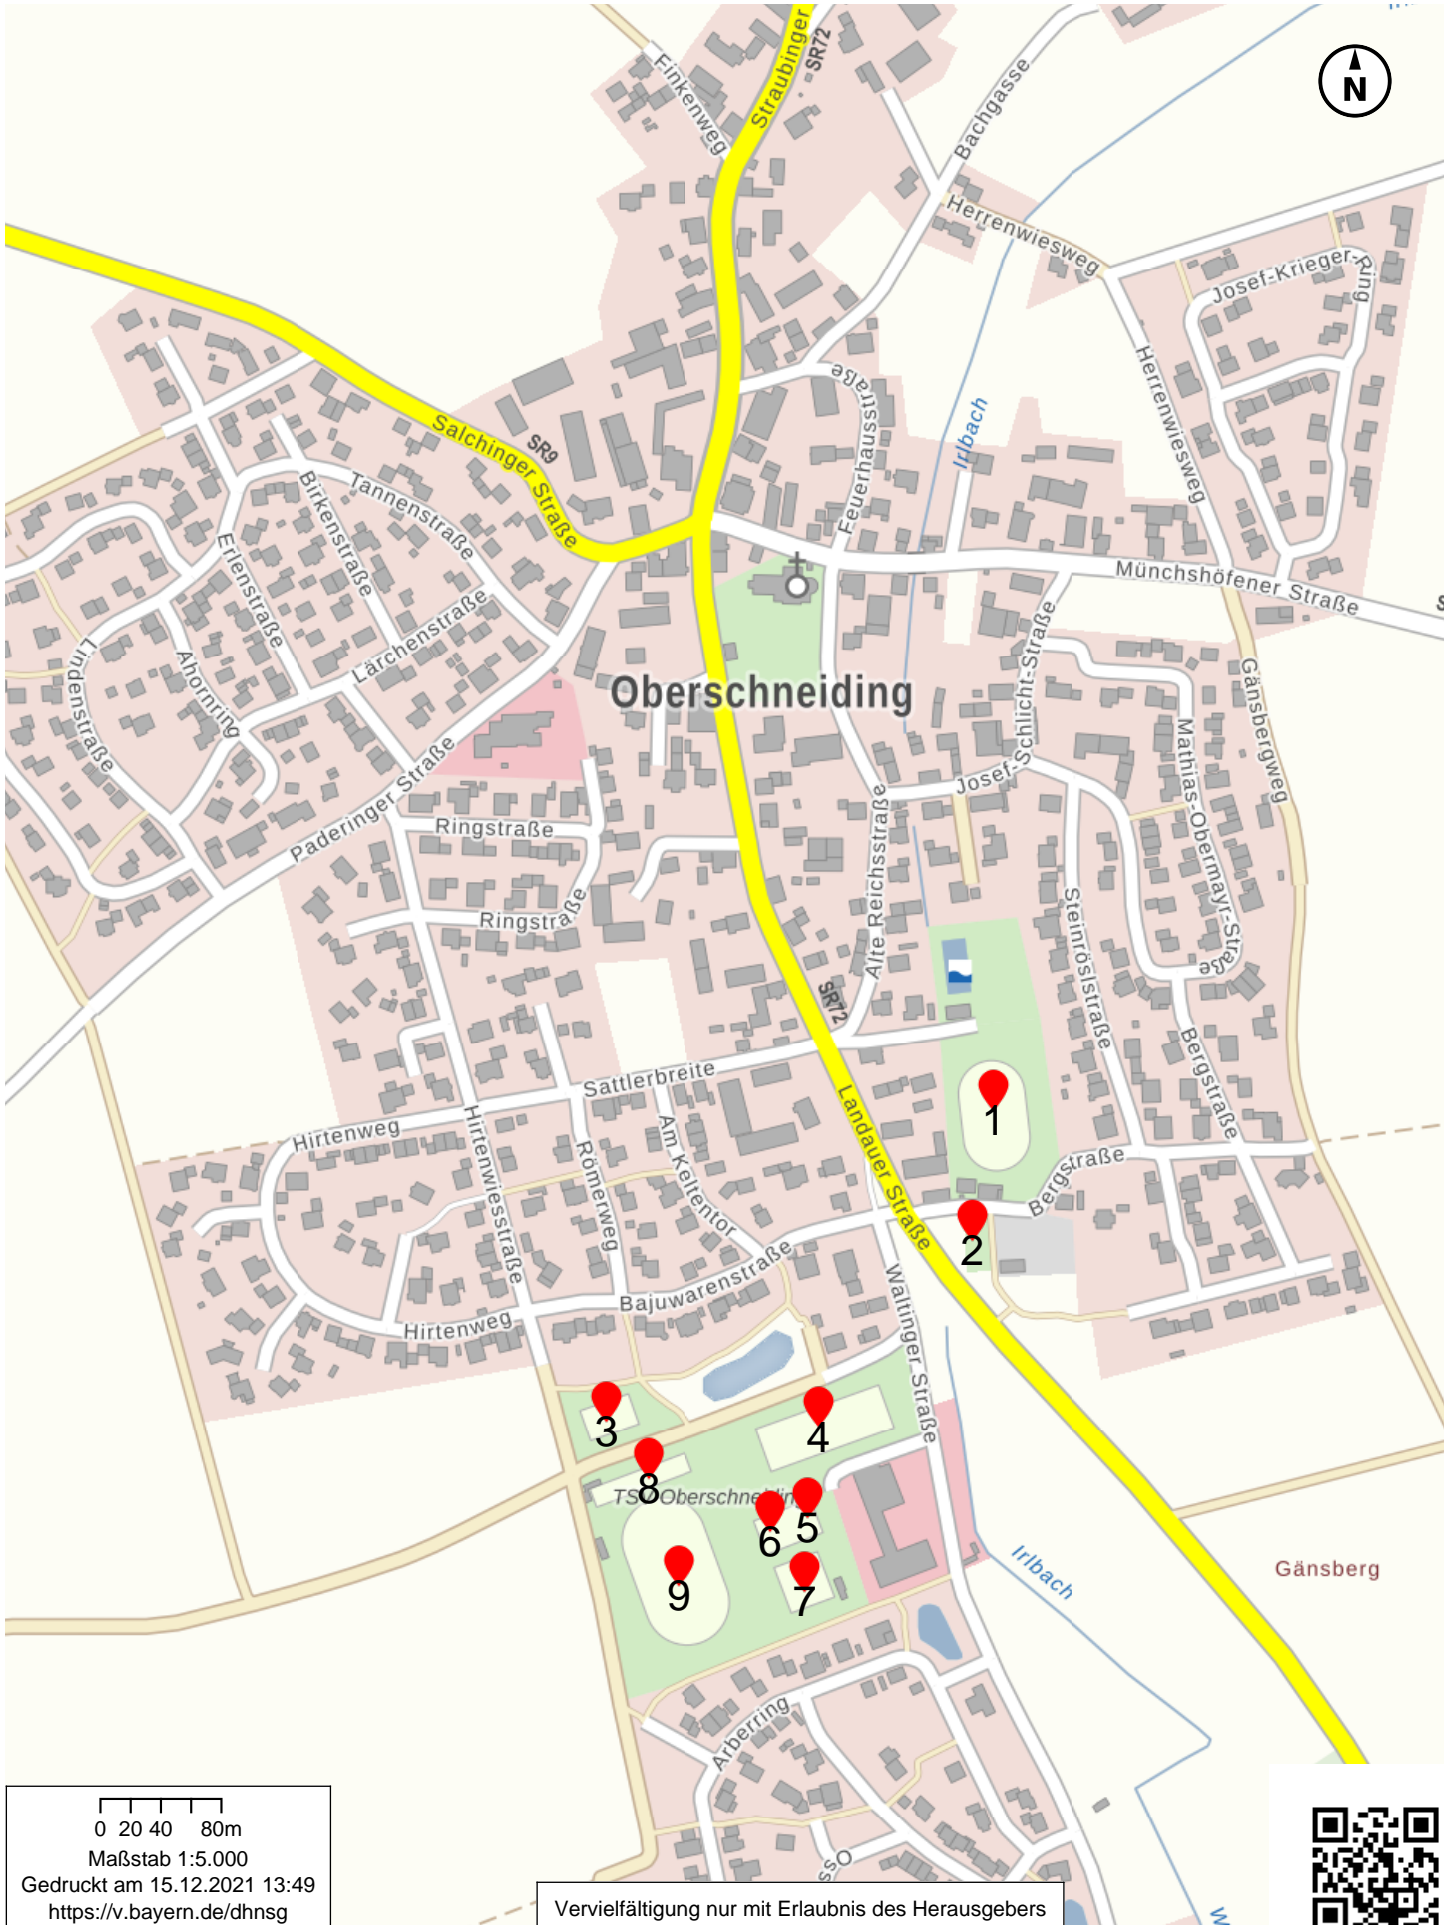 Finkenweg
Straubinger
SR72
Bachgasse
N
Herrenwiesweg
Josef-Krieger-Ring
Herrenwiesweg
Salchinger Straße
SR9
Feuerhausstraße
Irlbach
Tannenstraße
Birkenstraße
Erlenstraße
Münchshöfener Straße
Lärchenstraße
Lindenstraße
Ahornring
Oberschneiding
Josef-Schlicht-Straße
Gänsbergweg
Mathias-Obermayr-Straße
Paderinger Straße
Ringstraße
Ringstraße
Alte Reichsstraße
Steinröslstraße
SR72
Bergstraße
Sattlerbreite
Landauer Straße
1
Hirtenweg
Hirtenwiesstraße
Römerweg
Am Keltentor
Bergstraße
2
Bajuwarenstraße
Hirtenweg
Waltinger Straße
3
4
8
TSV Oberschneiding
5
6
7
9
Irlbach
Gänsberg
Arberring
0 20 40 80m
Maßstab 1:5.000
Gedruckt am 15.12.2021 13:49
https://v.bayern.de/dhnsg
Vervielfältigung nur mit Erlaubnis des Herausgebers